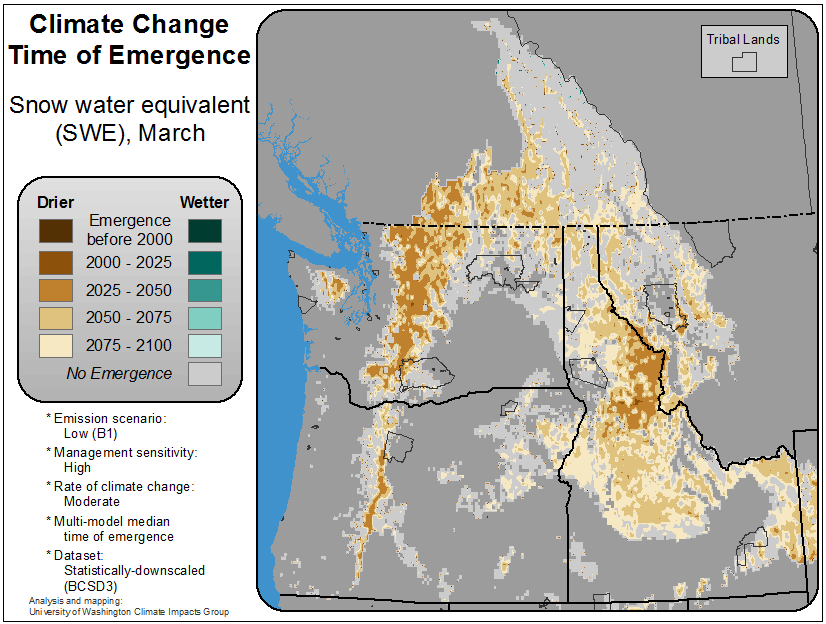 Climate Change
Time of Emergence
Snow water equivalent
(SWE), March
Drier
Wetter
Emergence
before 2000
2000 - 2025
2025 - 2050
2050 - 2075
2075 - 2100
No Emergence
* Emission scenario:
Low (B1)
* Management sensitivity:
High
* Rate of climate change:
Moderate
* Multi-model median
time of emergence
* Dataset:
Statistically-downscaled
(BCSD3)
Analysis and mapping:
University of Washington Climate Impacts Group
Tribal Lands